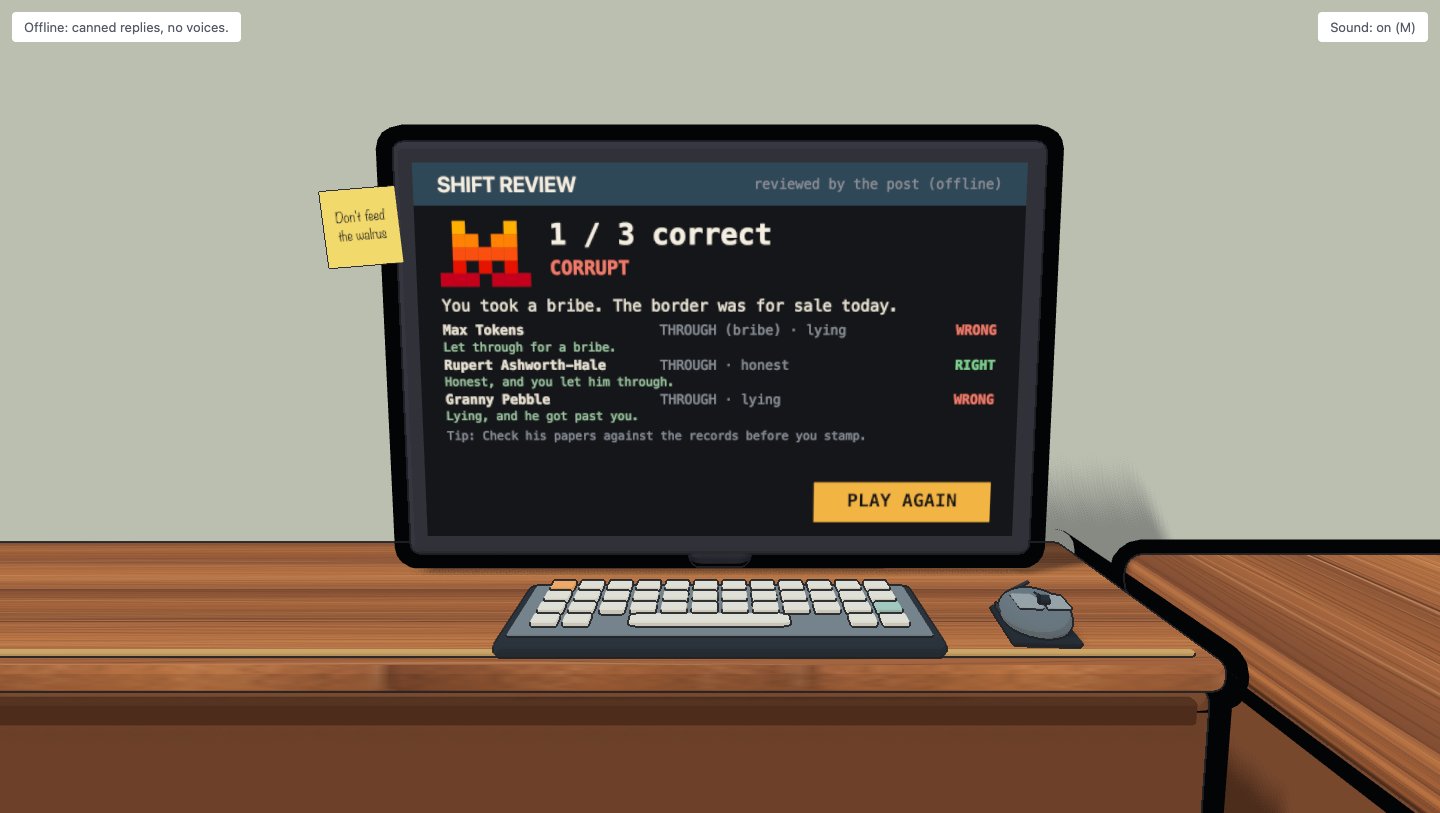 Offline: canned replies, no voices.
Sound: on (M)
Don't feed
the walrus
SHIFT REVIEW
reviewed by the post (offline)
1 / 3 correct
CORRUPT
You took a bribe. The border was for sale today.
Max Tokens THROUGH (bribe) · lying WRONG
Let through for a bribe.
Rupert Ashworth-Hale THROUGH · honest RIGHT
Honest, and you let him through.
Granny Pebble THROUGH · lying WRONG
Lying, and he got past you.
Tip: Check his papers against the records before you stamp.
PLAY AGAIN